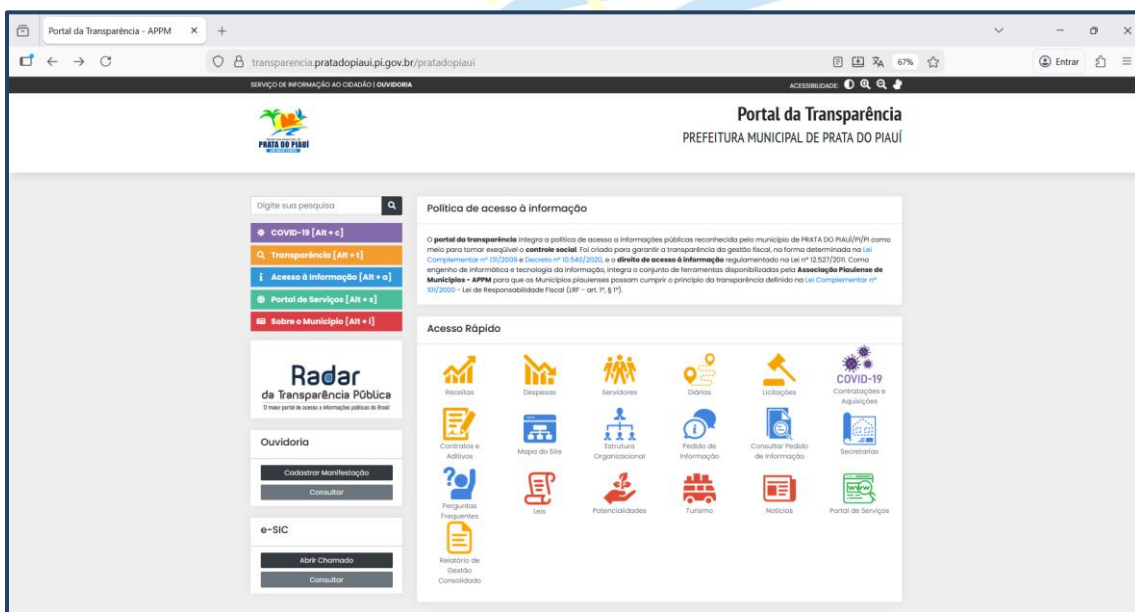 Portal da Transparência - APPM
transparencia.pratadopiaui.pi.gov.br/pratadopiaui
67%
Entrar
SERVIÇO DE INFORMAÇÃO AO CIDADÃO | OUVIDORIA
ACESSIBILIDADE:
PRATA DO PIAUÍ
Portal da Transparência
PREFEITURA MUNICIPAL DE PRATA DO PIAUÍ
Digite sua pesquisa
COVID-19 [Alt + c]
Transparência [Alt + t]
Acesso à Informação [Alt + a]
Portal de Serviços [Alt + s]
Sobre o Município [Alt + i]
Radar
da Transparência Pública
O maior portal de acesso a informações públicas do Brasil
Ouvidoria
Cadastrar Manifestação
Consultar
e-SIC
Abrir Chamado
Consultar
Política de acesso à informação
O portal da transparência integra a política de acesso a informações públicas reconhecida pelo município de PRATA DO PIAUÍ/PI/PI como
meio para tornar exeqüível o controle social. Foi criado para garantir a transparência da gestão fiscal, na forma determinada na Lei
Complementar nº 131/2009 e Decreto nº 10.540/2020, e o direito de acesso à informação regulamentado na Lei nº 12.527/2011. Como
engenho de informática e tecnologia da informação, integra o conjunto de ferramentas disponibilizadas pela Associação Piauiense de
Municípios - APPM para que os Municípios piauienses possam cumprir o princípio da transparência definido na Lei Complementar nº
101/2000 - Lei de Responsabilidade Fiscal (LRF - art. 1º, § 1º).
Acesso Rápido
Receitas
Despesas
Servidores
Diárias
Licitações
COVID-19
Contratações e
Aquisições
Contratos e
Aditivos
Mapa do Site
Estrutura
Organizacional
Pedido de
Informação
Consultar Pedido
de Informação
Secretarias
Perguntas
Frequentes
Leis
Potencialidades
Turismo
Notícias
www
Portal de Serviços
Relatório de
Gestão
Consolidado